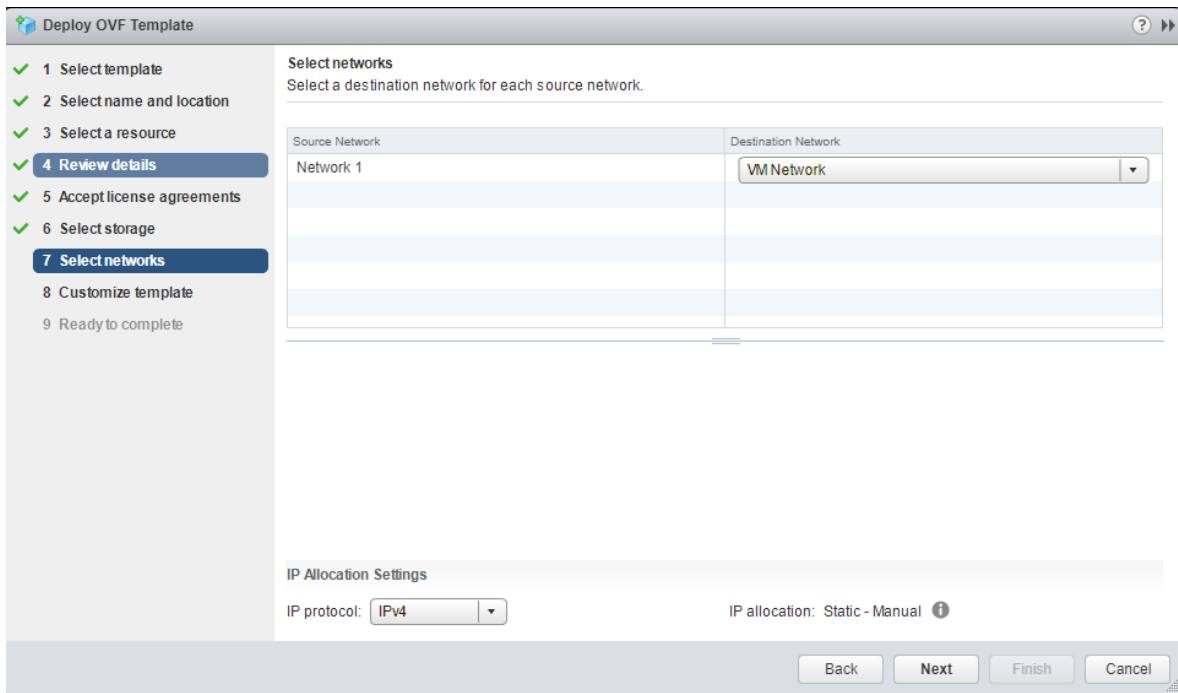 Deploy OVF Template
1 Select template
2 Select name and location
3 Select a resource
4 Review details
5 Accept license agreements
6 Select storage
7 Select networks
8 Customize template
9 Ready to complete
Select networks
Select a destination network for each source network.
Source Network Destination Network
Network 1 VM Network
IP Allocation Settings
IP protocol: IPv4 IP allocation: Static - Manual
Back Next Finish Cancel